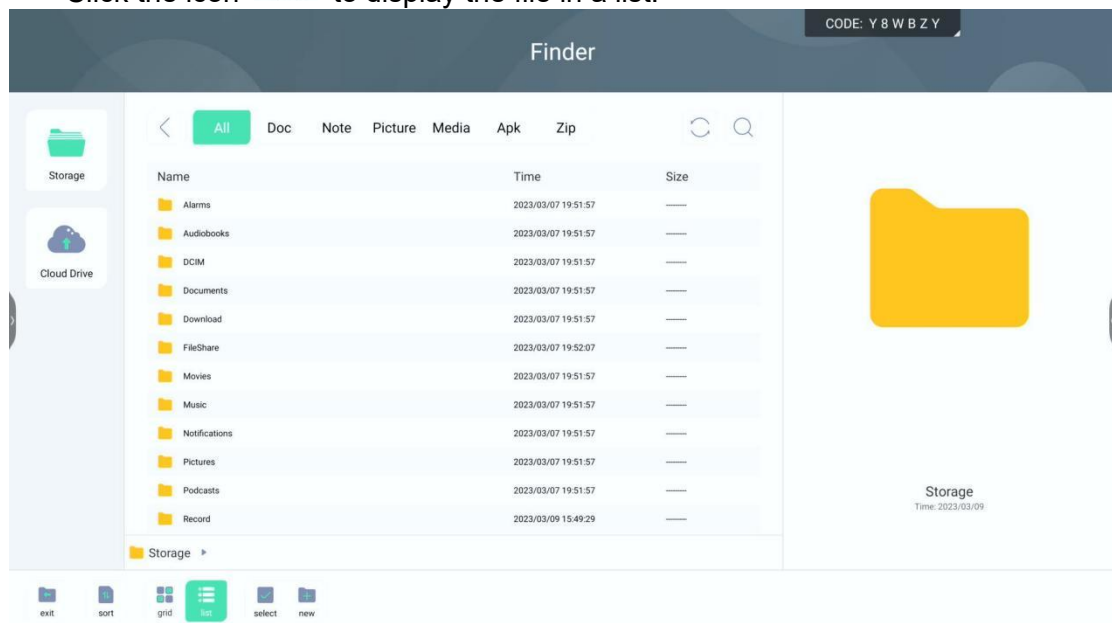 Click the icon to display the file in a list.
CODE: Y8WBZY
Finder
All Doc Note Picture Media Apk Zip
Storage
Cloud Drive
Name Time Size
Alarms 2023/03/07 19:51:57 ------
Audiobooks 2023/03/07 19:51:57 ------
DCIM 2023/03/07 19:51:57 ------
Documents 2023/03/07 19:51:57 ------
Download 2023/03/07 19:51:57 ------
FileShare 2023/03/07 19:52:07 ------
Movies 2023/03/07 19:51:57 ------
Music 2023/03/07 19:51:57 ------
Notifications 2023/03/07 19:51:57 ------
Pictures 2023/03/07 19:51:57 ------
Podcasts 2023/03/07 19:51:57 ------
Record 2023/03/09 15:49:29 ------
Storage
Time: 2023/03/09
Storage
exit sort grid list select new